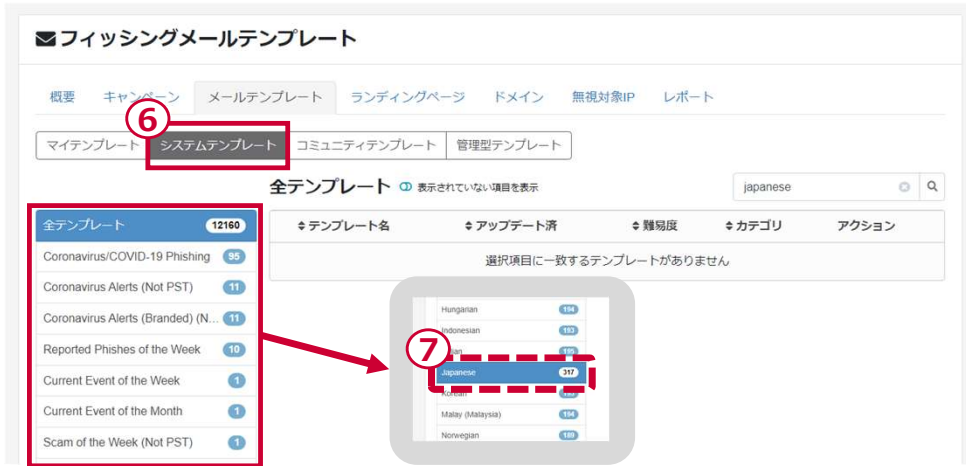 フィッシングメールテンプレート
概要 キャンペーン メールテンプレート ランディングページ ドメイン 無視対象IP レポート
⑥
マイテンプレート システムテンプレート コミュニティテンプレート 管理型テンプレート
全テンプレート 表示されていない項目を表示 japanese
全テンプレート 12160
テンプレート名 アップデート済 難易度 カテゴリ アクション
選択項目に一致するテンプレートがありません
Coronavirus/COVID-19 Phishing 95
Coronavirus Alerts (Not PST) 11
Coronavirus Alerts (Branded) (N... 11
Reported Phishes of the Week 10
Current Event of the Week 1
Current Event of the Month 1
Scam of the Week (Not PST) 1
Hungarian 194
Indonesian 193
⑦
195
Japanese 317
Korean
Malay (Malaysia) 194
Norwegian 189